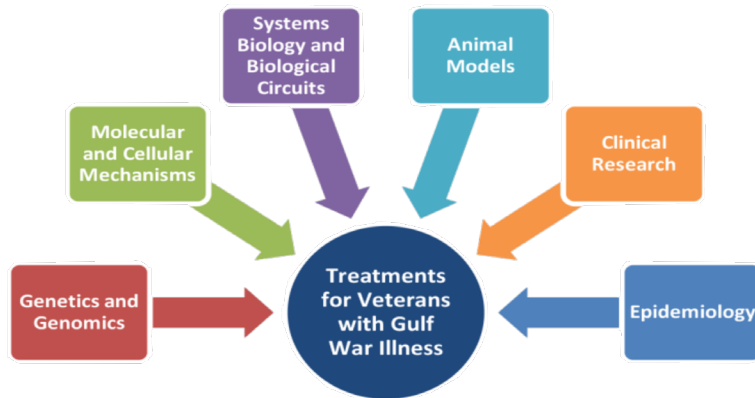 Systems
Biology and
Biological
Circuits
Animal
Models
Molecular
and Cellular
Mechanisms
Clinical
Research
Genetics and
Genomics
Treatments
for Veterans
with Gulf
War Illness
Epidemiology